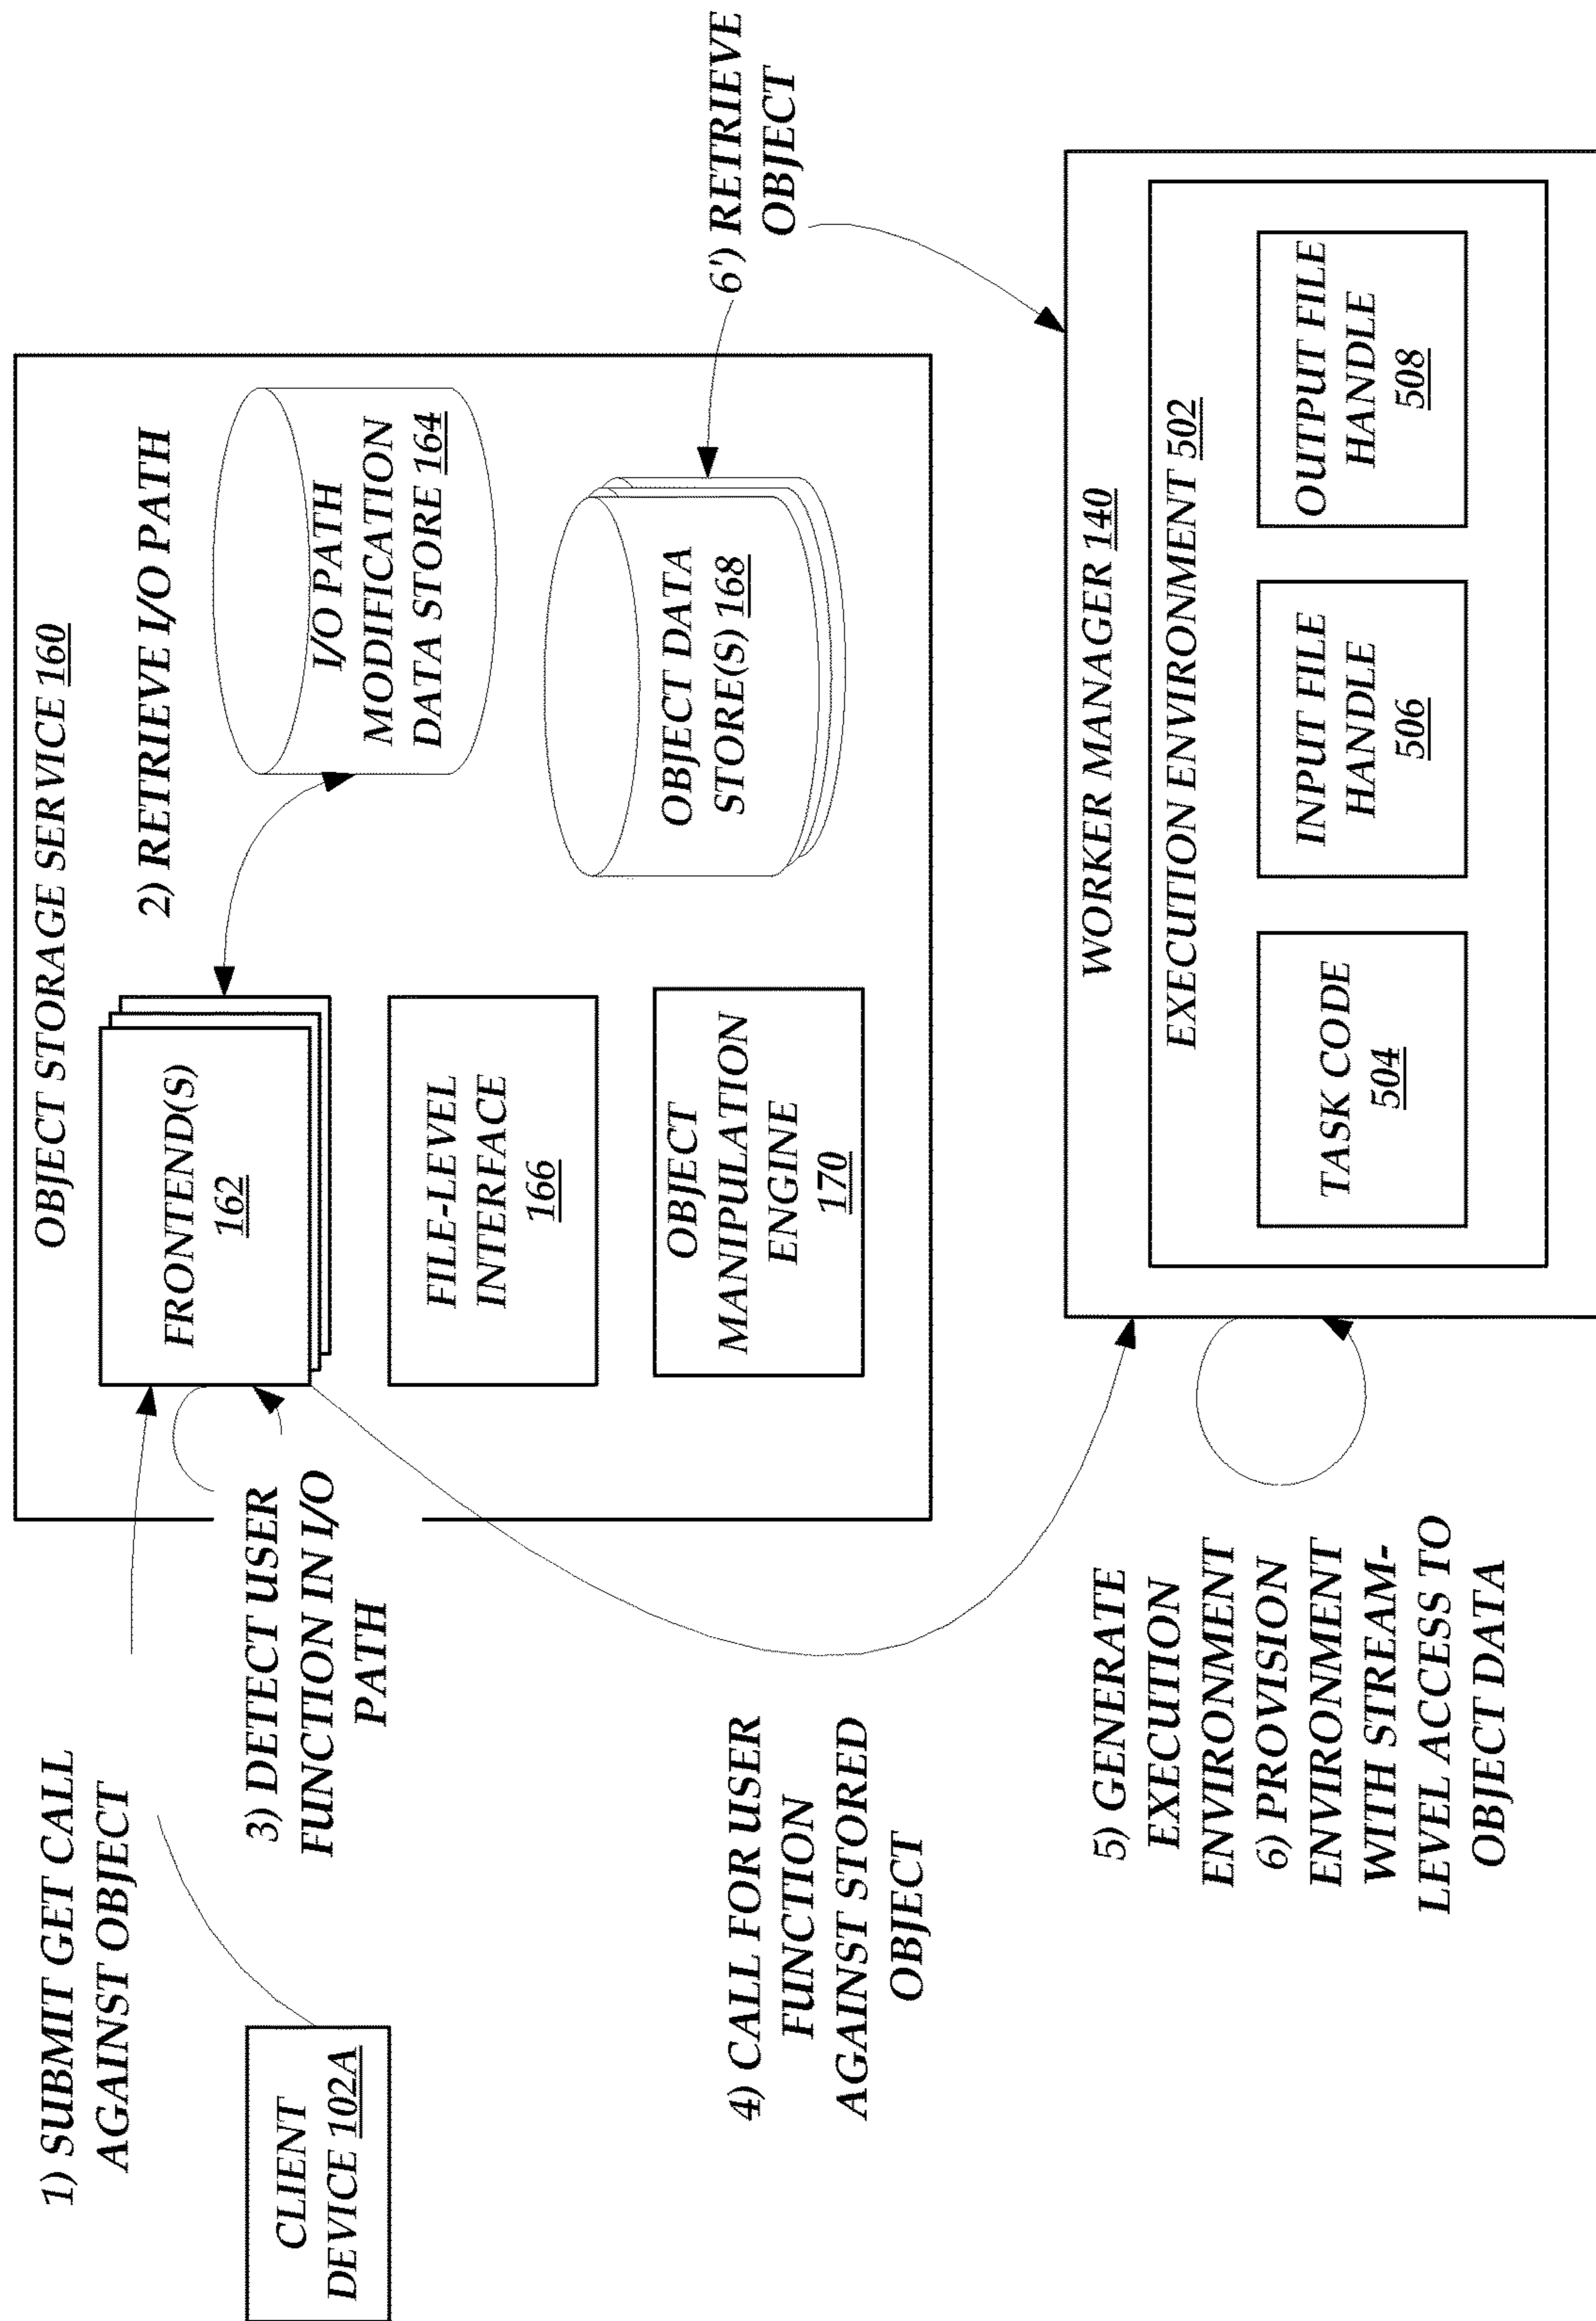 1) SUBMIT GET CALL
AGAINST OBJECT
CLIENT
DEVICE 102A
3) DETECT USER
FUNCTION IN I/O
PATH
4) CALL FOR USER
FUNCTION
AGAINST STORED
OBJECT
OBJECT STORAGE SERVICE 160
FRONTEND(S)
162
2) RETRIEVE I/O PATH
I/O PATH
MODIFICATION
DATA STORE 164
FILE-LEVEL
INTERFACE
166
OBJECT
MANIPULATION
ENGINE
170
OBJECT DATA
STORE(S) 168
6') RETRIEVE
OBJECT
5) GENERATE
EXECUTION
ENVIRONMENT
6) PROVISION
ENVIRONMENT
WITH STREAM-
LEVEL ACCESS TO
OBJECT DATA
WORKER MANAGER 140
EXECUTION ENVIRONMENT 502
TASK CODE
504
INPUT FILE
HANDLE
506
OUTPUT FILE
HANDLE
508